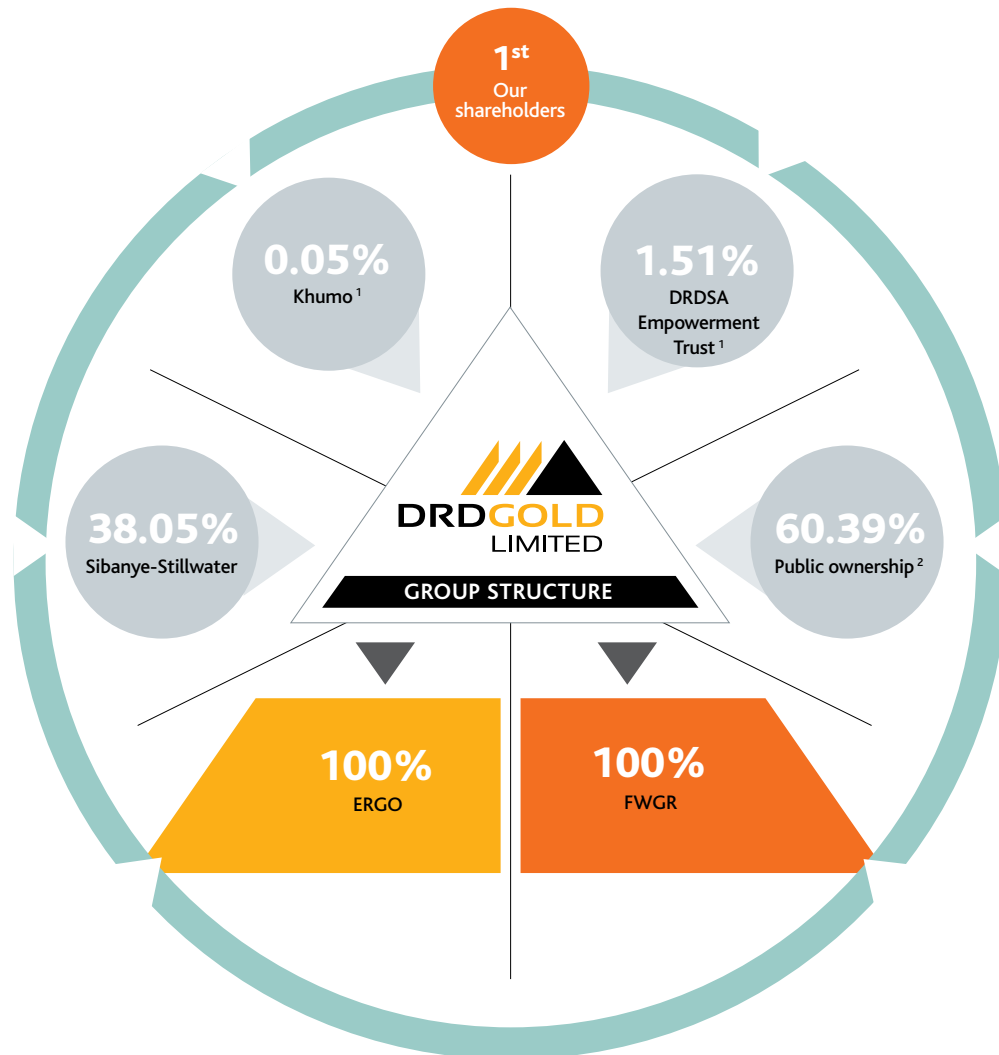 1st
Our
shareholders
0.05%
Khumo 1
1.51%
DRDSA
Empowerment
Trust 1
38.05%
Sibanye-Stillwater
DRDGOLD
LIMITED
GROUP STRUCTURE
60.39%
Public ownership 2
100%
ERGO
100%
FWGR